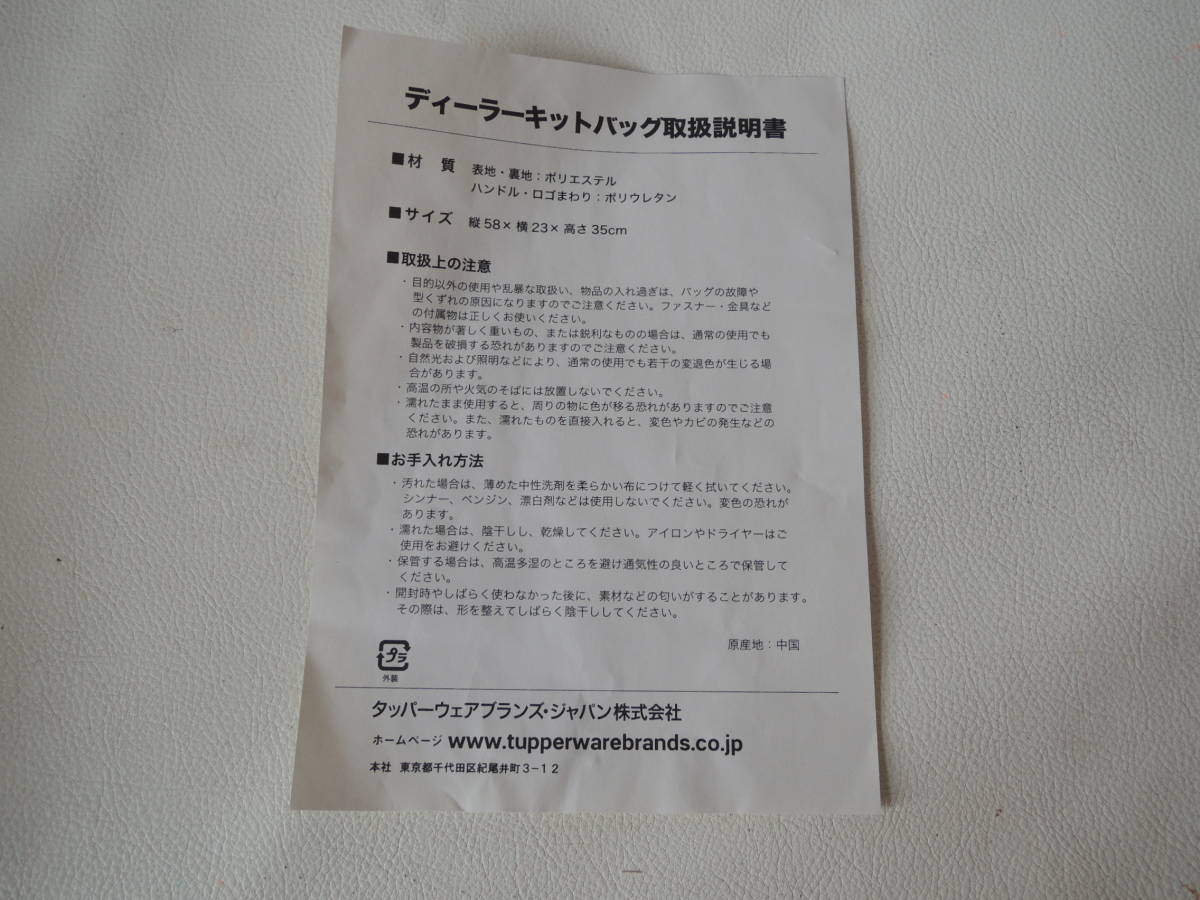 ディーラーキットバッグ取扱説明書
■材 質 表地・裏地：ポリエステル
ハンドル・ロゴまわり：ポリウレタン
■サイズ 縦58×横23×高さ35cm
■取扱上の注意
・目的以外の使用や乱暴な取扱い、物品の入れ過ぎは、バッグの故障や
型くずれの原因になりますのでご注意ください。ファスナー・金具など
の付属物は正しくお使いください。
・内容物が著しく重いもの、または鋭利なものの場合は、通常の使用でも
製品を破損する恐れがありますのでご注意ください。
・自然光および照明などにより、通常の使用でも若干の変退色が生じる場
合があります。
・高温の所や火気のそばには放置しないでください。
・濡れたまま使用すると、周りの物に色が移る恐れがありますのでご注意
ください。また、濡れたものを直接入れると、変色やカビの発生などの
恐れがあります。
■お手入れ方法
・汚れた場合は、薄めた中性洗剤を柔らかい布につけて軽く拭いてください。
シンナー、ベンジン、漂白剤などは使用しないでください。変色の恐れが
あります。
・濡れた場合は、陰干しし、乾燥してください。アイロンやドライヤーはご
使用をお避けください。
・保管する場合は、高温多湿のところを避け通気性の良いところで保管して
ください。
・開封時やしばらく使わなかった後に、素材などの匂いがすることがあります。
その際は、形を整えてしばらく陰干ししてください。
原産地：中国
プラ
外装
タッパーウェアブランズ・ジャパン株式会社
ホームページ www.tupperwarebrands.co.jp
本社 東京都千代田区紀尾井町3-12